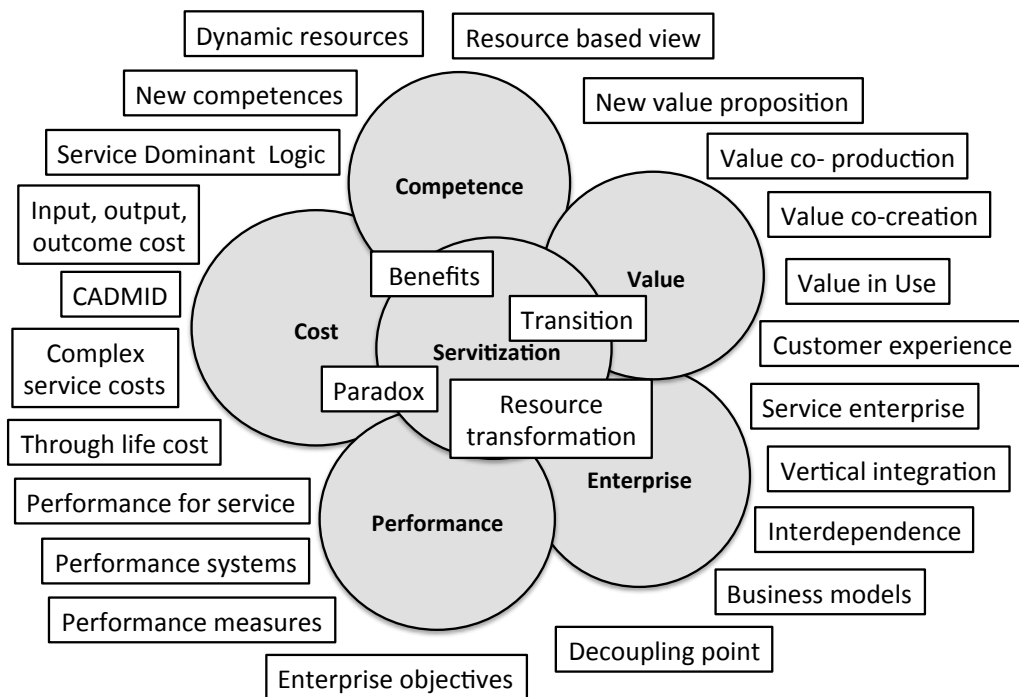 Dynamic resources
Resource based view
New competences
New value proposition
Service Dominant Logic
Value co- production
Competence
Input, output,
outcome cost
Value co-creation
Benefits
Value
Value in Use
CADMID
Transition
Cost
Servitization
Customer experience
Complex
service costs
Paradox
Resource
transformation
Service enterprise
Through life cost
Vertical integration
Enterprise
Performance for service
Performance
Interdependence
Performance systems
Business models
Performance measures
Decoupling point
Enterprise objectives